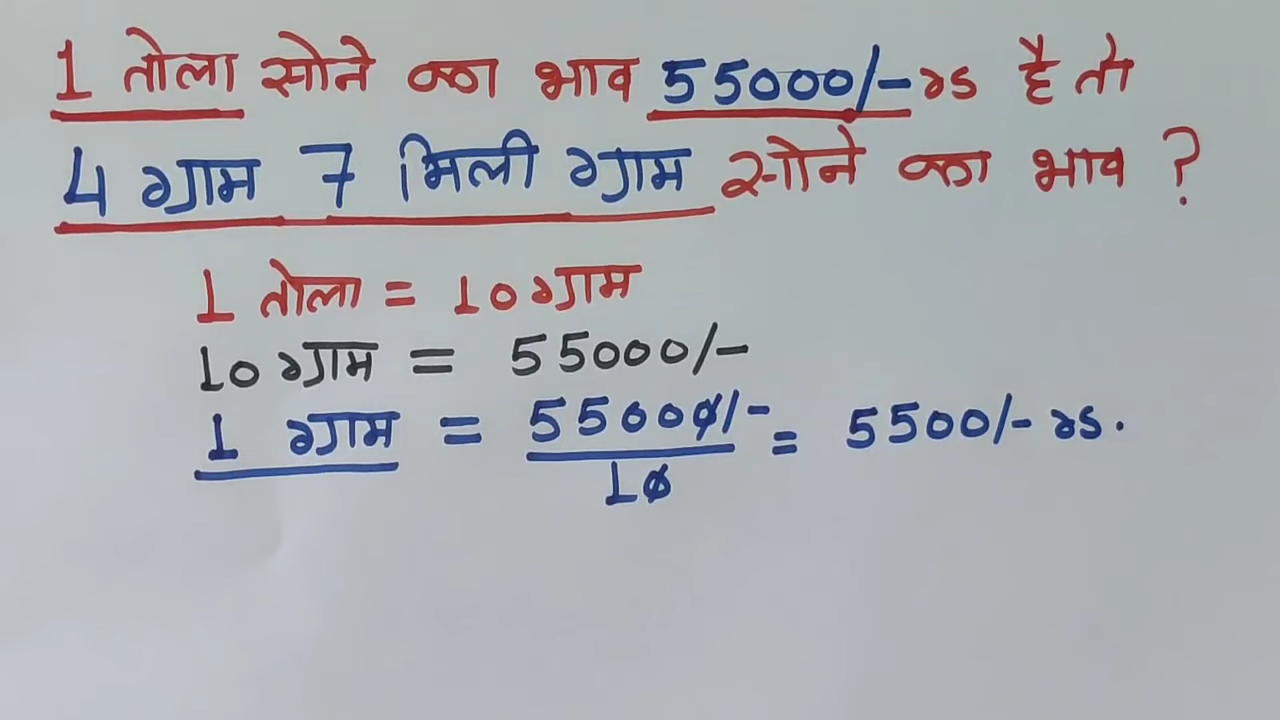 1 तोला सोने का भाव 55000/- रुS है तो
4 ग्राम 7 मिली ग्राम सोने का भाव ?
1 तोला = 10 ग्राम
10 ग्राम = 55000/-
1 ग्राम = 55000/- / 10 = 5500/- रुS.